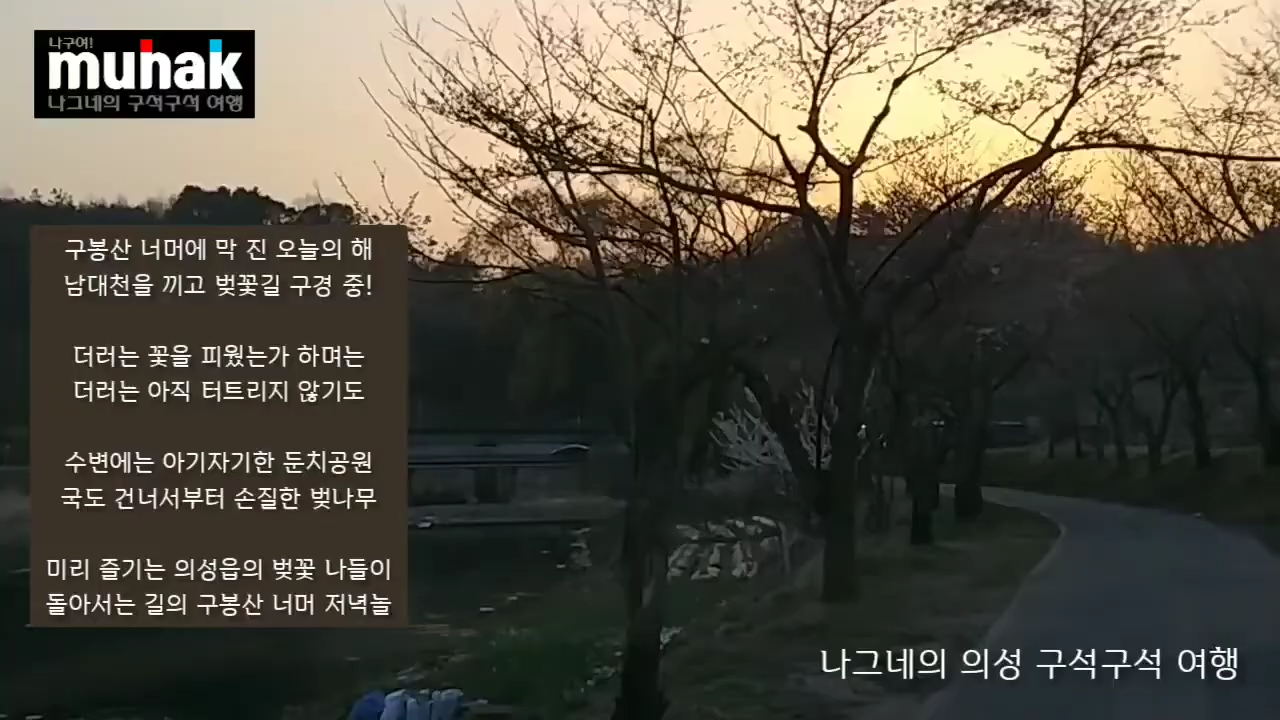 나구여!
munak
나그네의 구석구석 여행
구봉산 너머에 막 진 오늘의 해
남대천을 끼고 벚꽃길 구경 중!
더러는 꽃을 피웠는가 하며는
더러는 아직 터트리지 않기도
수변에는 아기자기한 둔치공원
국도 건너서부터 손질한 벚나무
미리 즐기는 의성읍의 벚꽃 나들이
돌아서는 길의 구봉산 너머 저녁놀
나그네의 의성 구석구석 여행